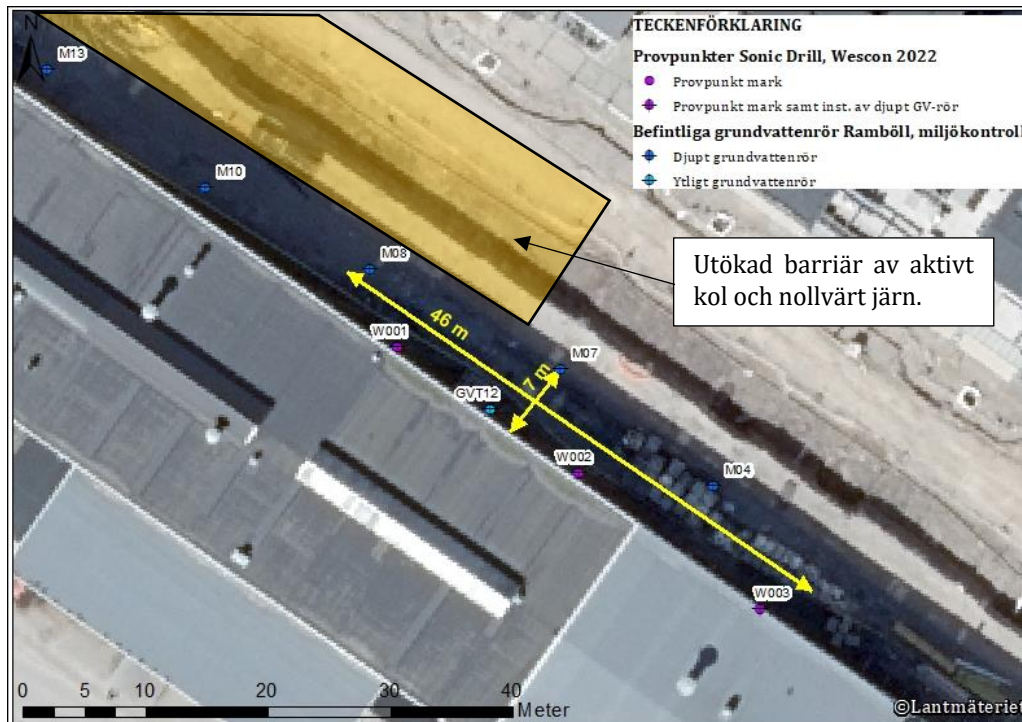 N
TECKENFÖRKLARING
Provpunkter Sonic Drill, Wescon 2022
Provpunkt mark
Provpunkt mark samt inst. av djupt GV-rör
Befintliga grundvattenrör Ramböll, miljökontroll
Djupt grundvattenrör
Ytligt grundvattenrör
M13
M10
M08
Utökad barriär av aktivt
kol och nollvärt järn.
46 m
W001
M07
7 m
GVT12
W002
M04
W003
0 5 10 20 30 40
Meter
©Lantmäteriet